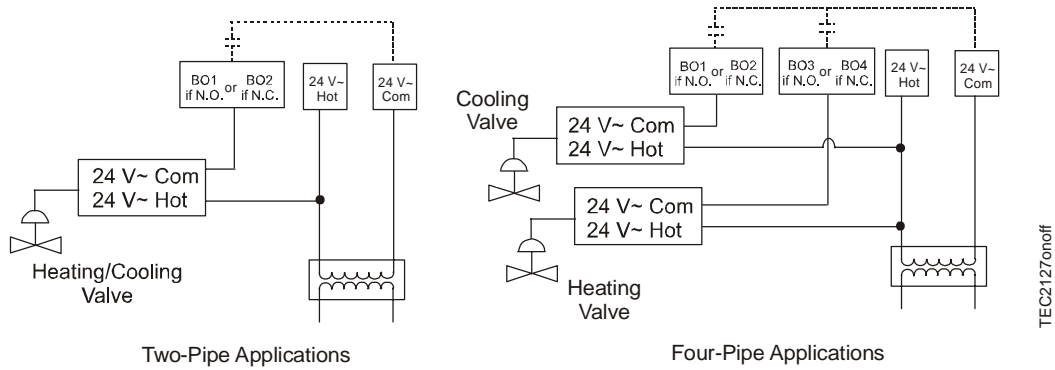 BO1 or BO2
if N.O. if N.C.
24 V~
Hot
24 V~
Com
24 V~ Com
24 V~ Hot
Heating/Cooling
Valve
Two-Pipe Applications
BO1 or BO2
if N.O. if N.C.
BO3 or BO4
if N.O. if N.C.
24 V~
Hot
24 V~
Com
Cooling
Valve
24 V~ Com
24 V~ Hot
24 V~ Com
24 V~ Hot
Heating
Valve
Four-Pipe Applications
TEC2127onoff